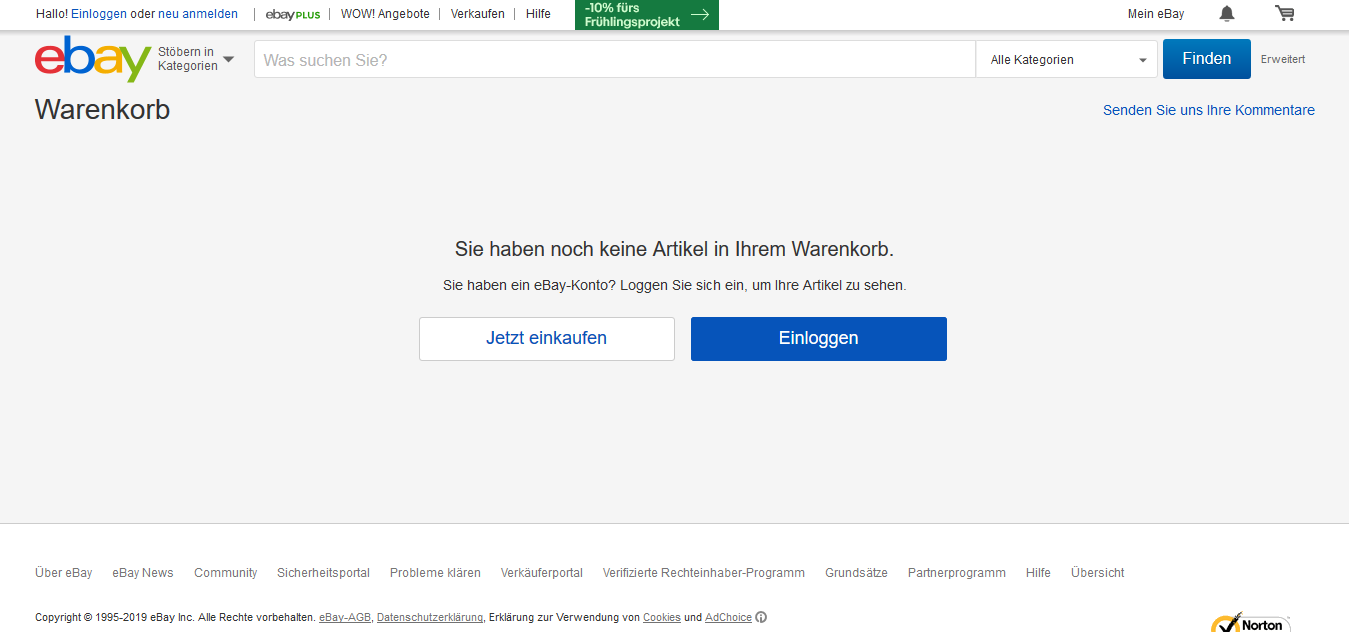 Hallo! Einloggen oder neu anmelden | ebay PLUS | WOW! Angebote | Verkaufen | Hilfe
-10% fürs
Frühlingsprojekt
Mein eBay
ebay
Stöbern in
Kategorien
Was suchen Sie?
Alle Kategorien
Finden
Erweitert
Warenkorb
Senden Sie uns Ihre Kommentare
Sie haben noch keine Artikel in Ihrem Warenkorb.
Sie haben ein eBay-Konto? Loggen Sie sich ein, um Ihre Artikel zu sehen.
Jetzt einkaufen
Einloggen
Über eBay eBay News Community Sicherheitsportal Probleme klären Verkäuferportal Verifizierte Rechteinhaber-Programm Grundsätze Partnerprogramm Hilfe Übersicht
Copyright © 1995-2019 eBay Inc. Alle Rechte vorbehalten. eBay-AGB, Datenschutzerklärung, Erklärung zur Verwendung von Cookies und AdChoice
Norton